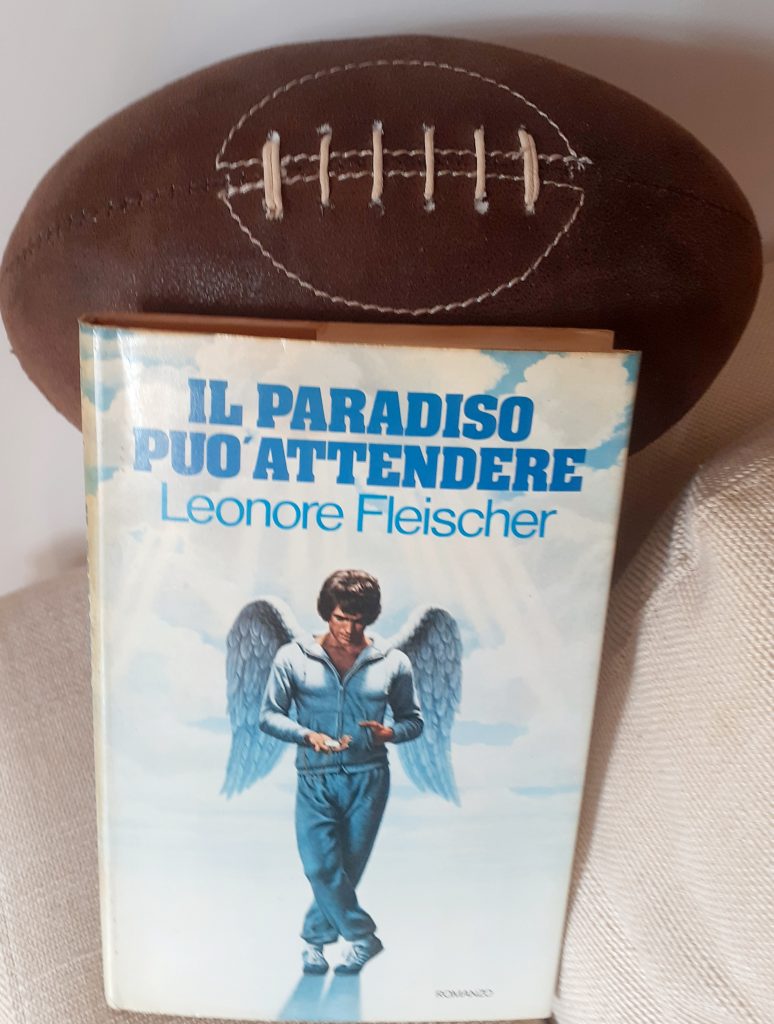 IL PARADISO
PUO' ATTENDERE
Leonore Fleischer
ROMANZO